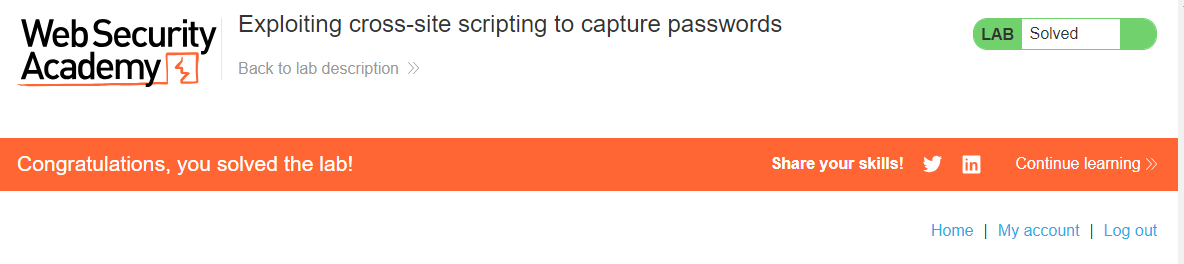 Web Security
Academy
Exploiting cross-site scripting to capture passwords
Back to lab description
LAB Solved
Congratulations, you solved the lab!
Share your skills! Continue learning
Home | My account | Log out